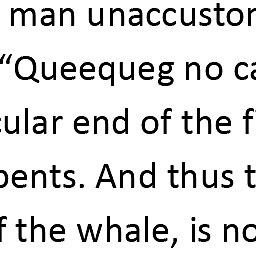 man unaccustor
“Queequeg no ca
cular end of the f
pents. And thus t
f the whale, is no